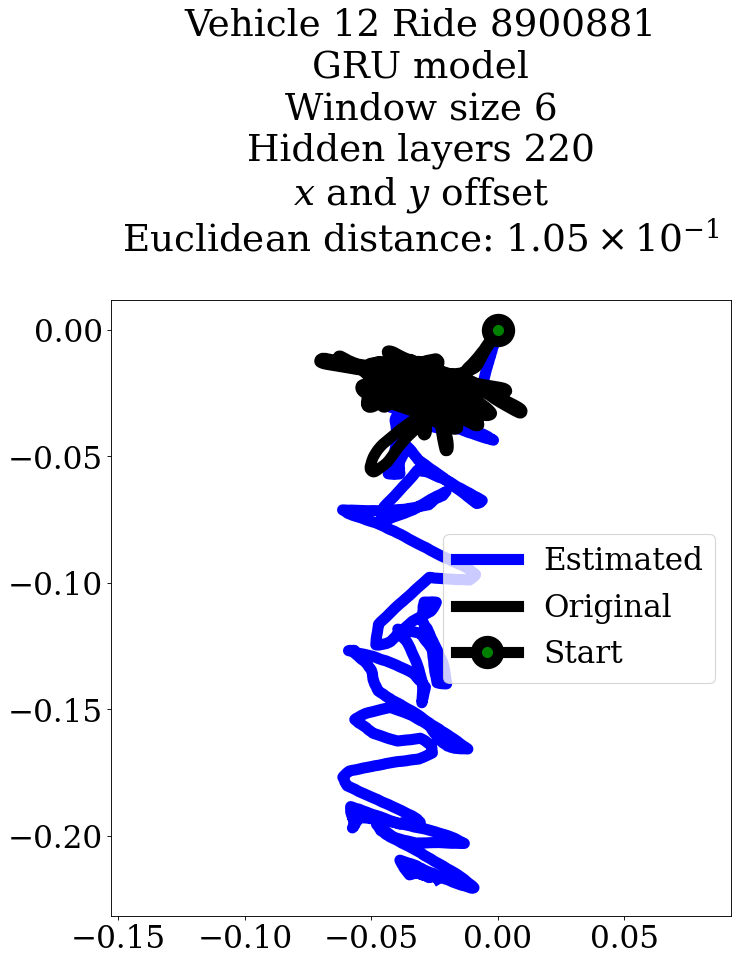 Vehicle 12 Ride 8900881
GRU model
Window size 6
Hidden layers 220
x and y offset
Euclidean distance: 1.05 × 10⁻¹
0.00
−0.05
−0.10
−0.15
−0.20
Estimated
Original
Start
−0.15 −0.10 −0.05 0.00 0.05